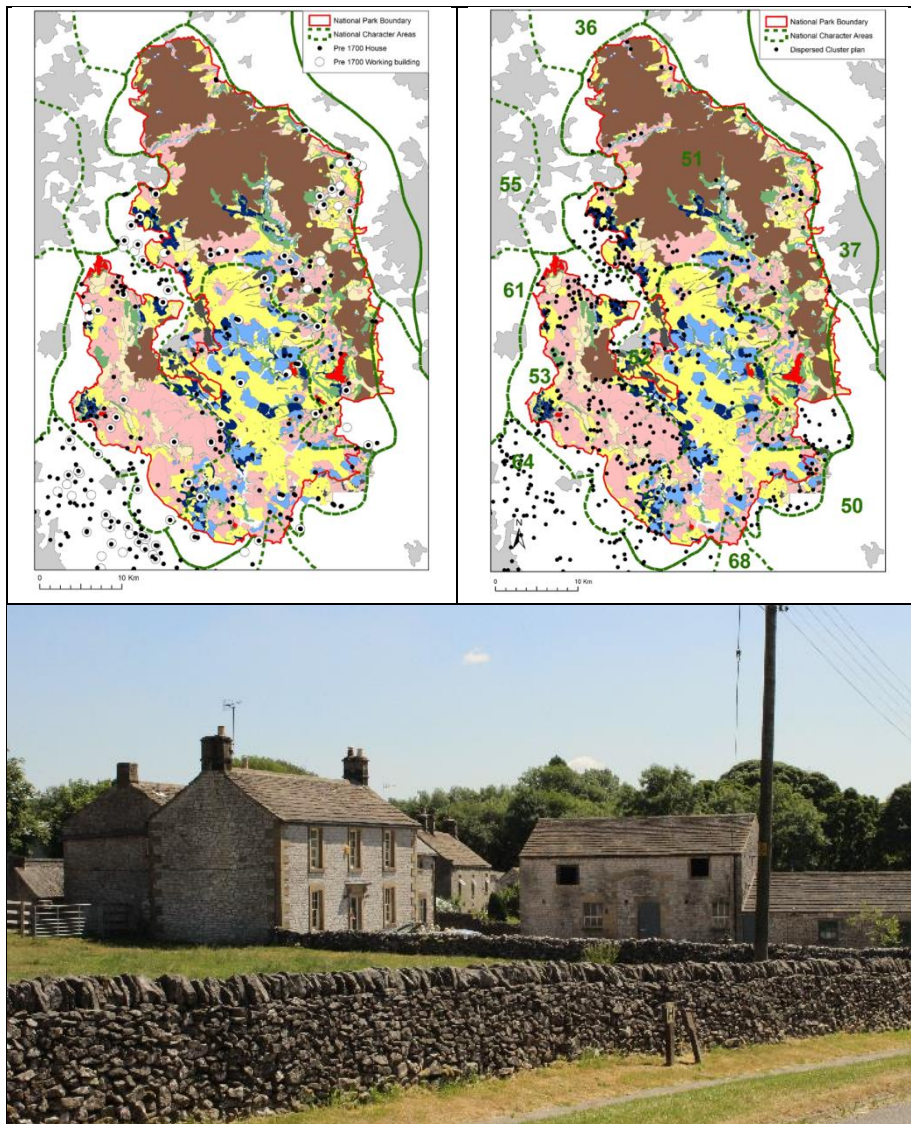 National Park Boundary
National Character Areas
Pre 1700 House
Pre 1700 Working building
0 10 Km
National Park Boundary
National Character Areas
Dispersed Cluster plan
36
51
55
37
61
53
64
50
68
N
0 10 Km